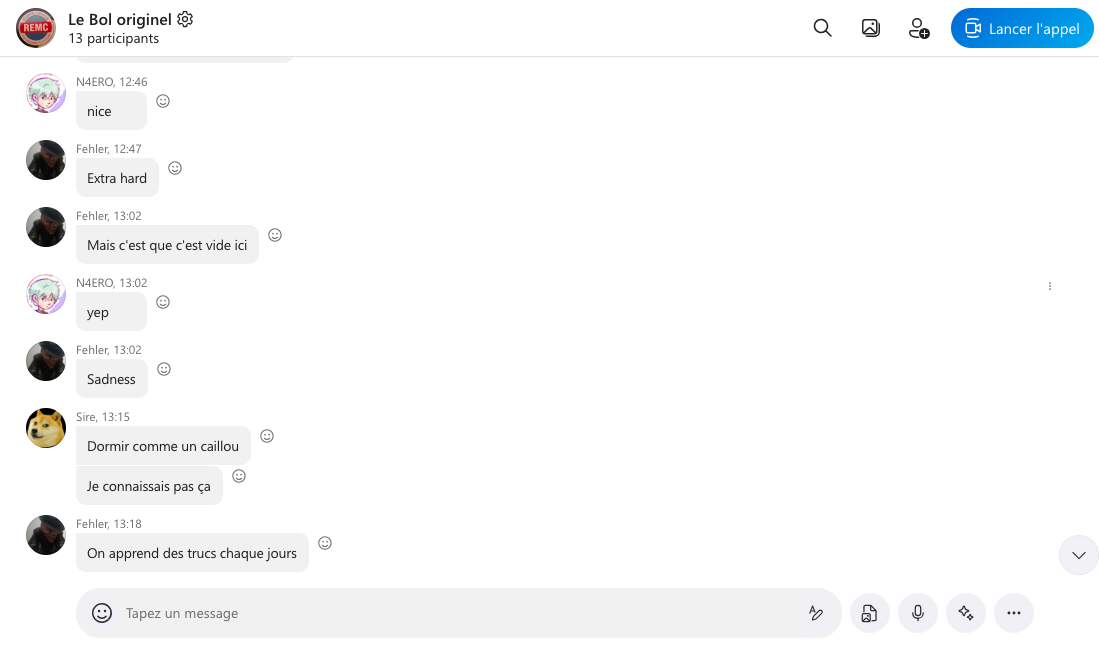 REMC
Le Bol originel
13 participants
Lancer l'appel
N4ERO, 12:46
nice
Fehler, 12:47
Extra hard
Fehler, 13:02
Mais c'est que c'est vide ici
N4ERO, 13:02
yep
Fehler, 13:02
Sadness
Sire, 13:15
Dormir comme un caillou
Je connaissais pas ça
Fehler, 13:18
On apprend des trucs chaque jours
Tapez un message